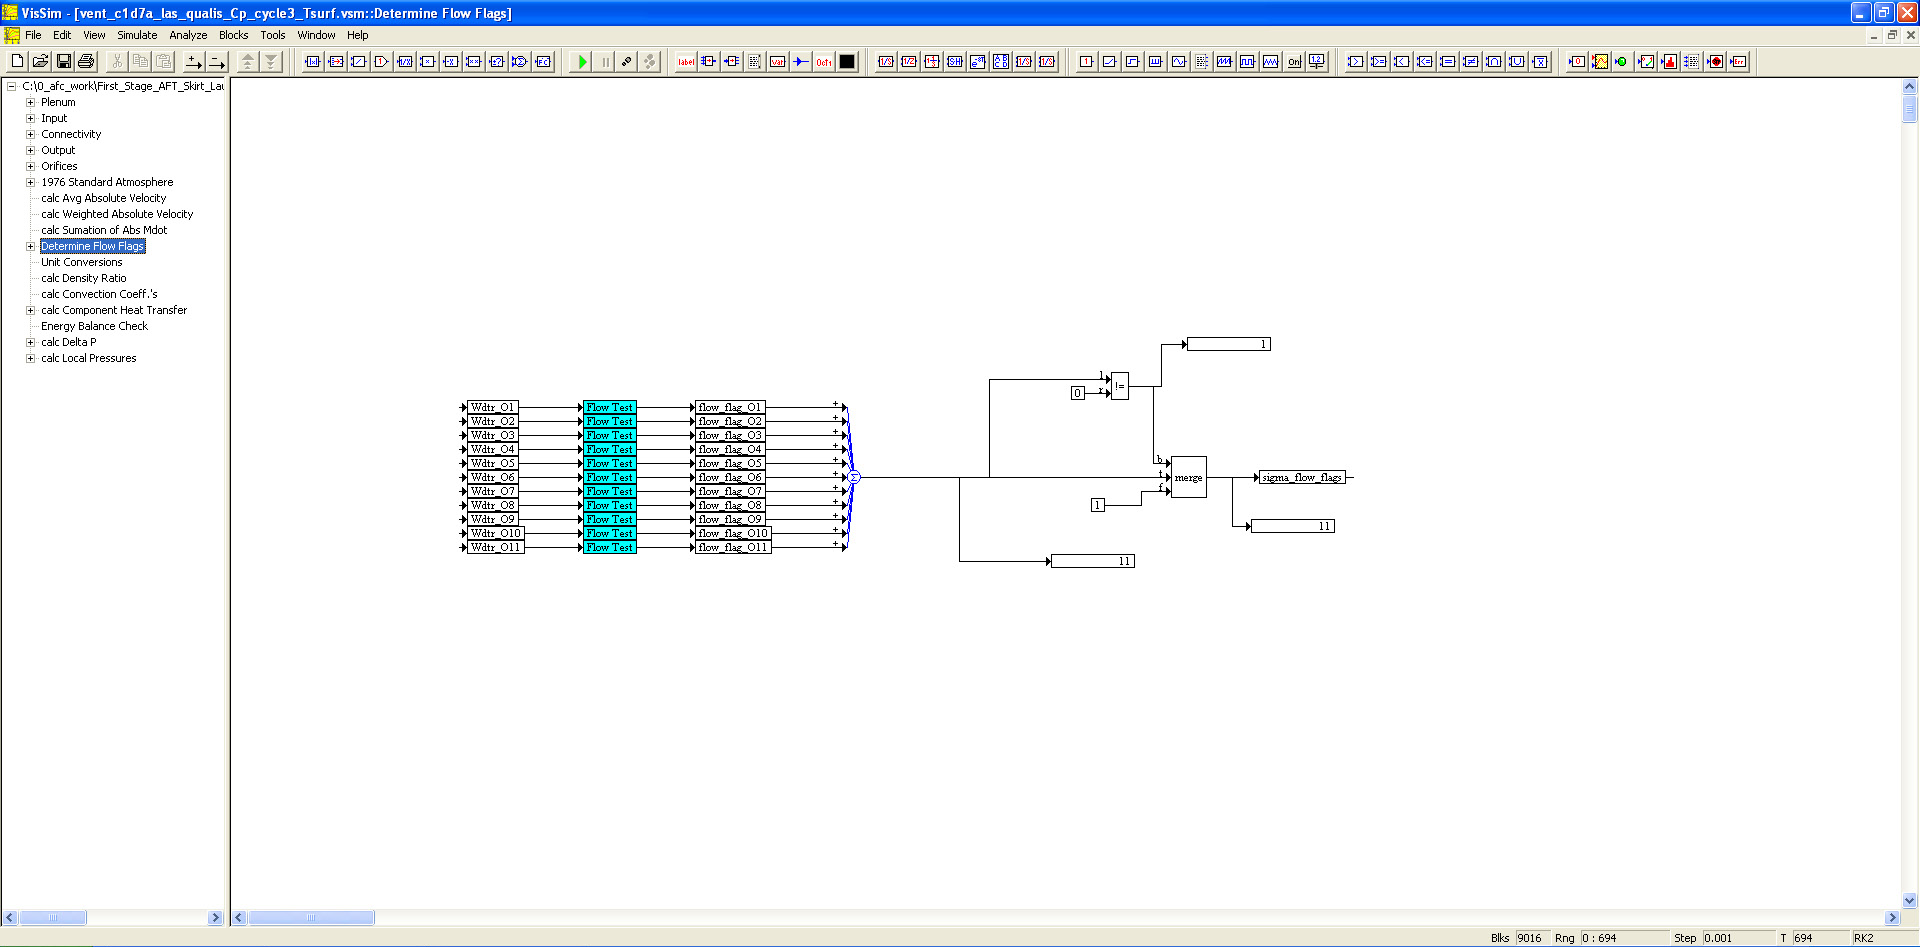 VisSim - [vent_c1d7a_las_qualis_Cp_cycle3_Tsurf.vsm::Determine Flow Flags]
File Edit View Simulate Analyze Blocks Tools Window Help
C:\0_afc_work\First_Stage_AFT_Skirt_Lau
Plenum
Input
Connectivity
Output
Orifices
1976 Standard Atmosphere
calc Avg Absolute Velocity
calc Weighted Absolute Velocity
calc Sumation of Abs Mdot
Determine Flow Flags
Unit Conversions
calc Density Ratio
calc Convection Coeff.'s
calc Component Heat Transfer
Energy Balance Check
calc Delta P
calc Local Pressures
1
l
!=
0 r
Wdtr_O1 Flow Test flow_flag_O1 +
Wdtr_O2 Flow Test flow_flag_O2 +
Wdtr_O3 Flow Test flow_flag_O3 +
Wdtr_O4 Flow Test flow_flag_O4 +
Wdtr_O5 Flow Test flow_flag_O5 +
Wdtr_O6 Flow Test flow_flag_O6 +
Wdtr_O7 Flow Test flow_flag_O7 +
Wdtr_O8 Flow Test flow_flag_O8 +
Wdtr_O9 Flow Test flow_flag_O9 +
Wdtr_O10 Flow Test flow_flag_O10 +
Wdtr_O11 Flow Test flow_flag_O11 +
Σ
b
t merge sigma_flow_flags
f
1
11
11
Blks 9016 Rng 0 : 694 Step 0.001 T 694 RK2